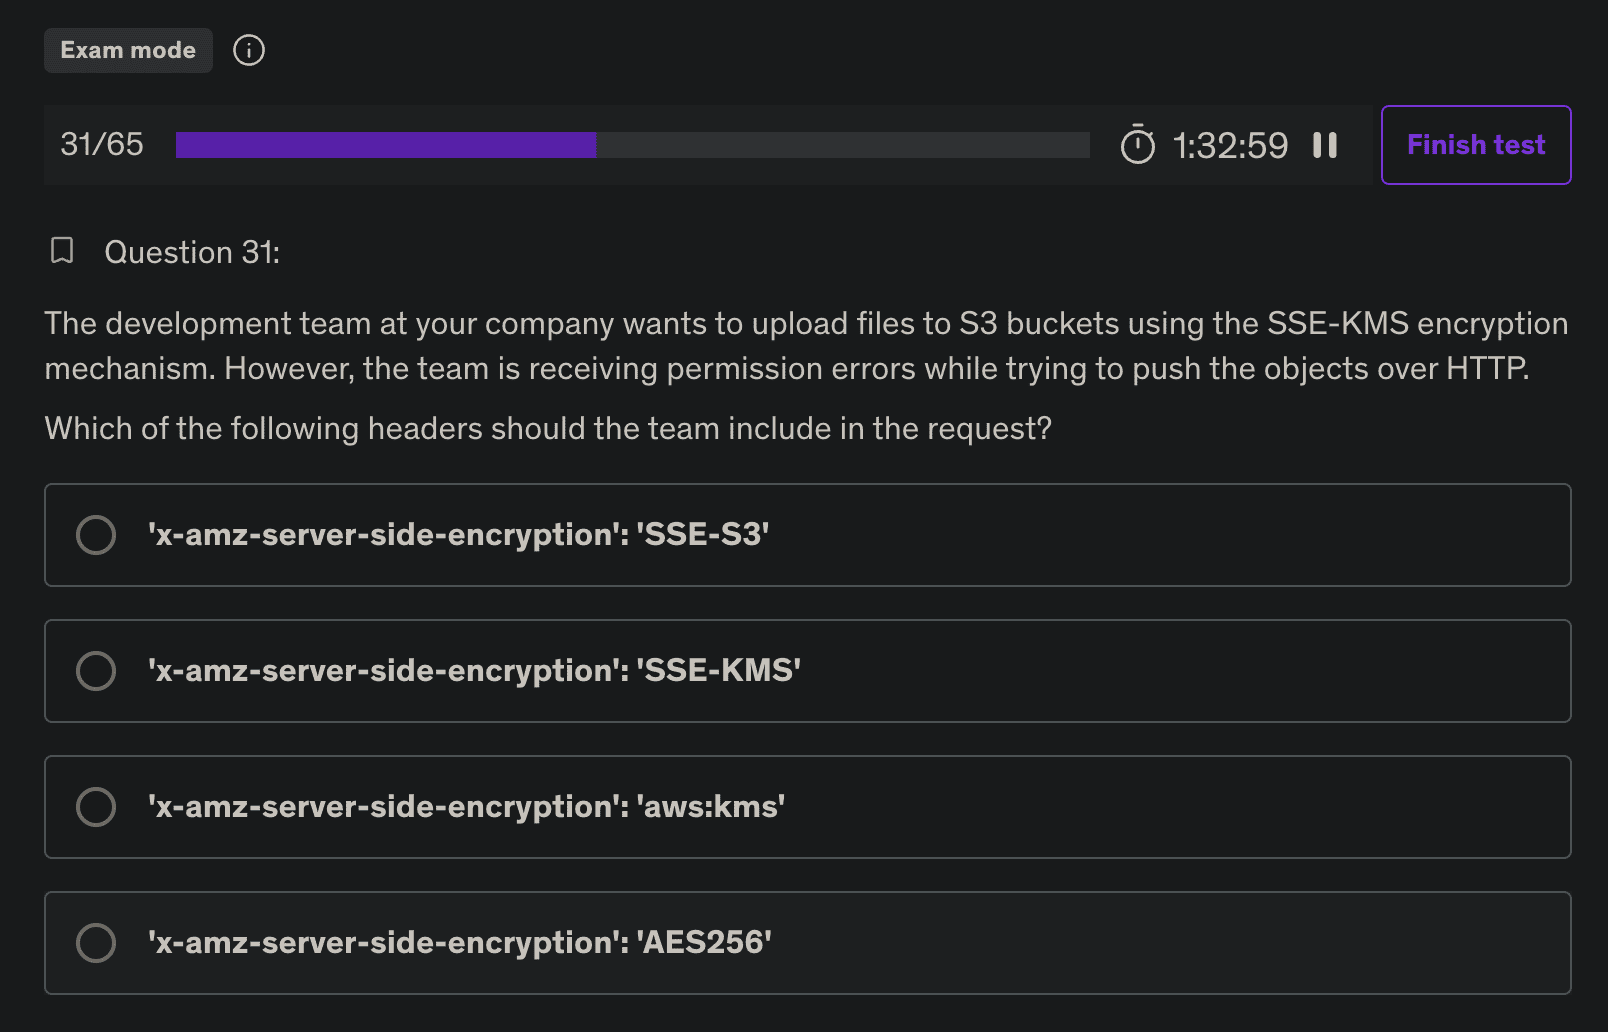 Exam mode
31/65
1:32:59
Finish test
Question 31:
The development team at your company wants to upload files to S3 buckets using the SSE-KMS encryption
mechanism. However, the team is receiving permission errors while trying to push the objects over HTTP.
Which of the following headers should the team include in the request?
'x-amz-server-side-encryption': 'SSE-S3'
'x-amz-server-side-encryption': 'SSE-KMS'
'x-amz-server-side-encryption': 'aws:kms'
'x-amz-server-side-encryption': 'AES256'